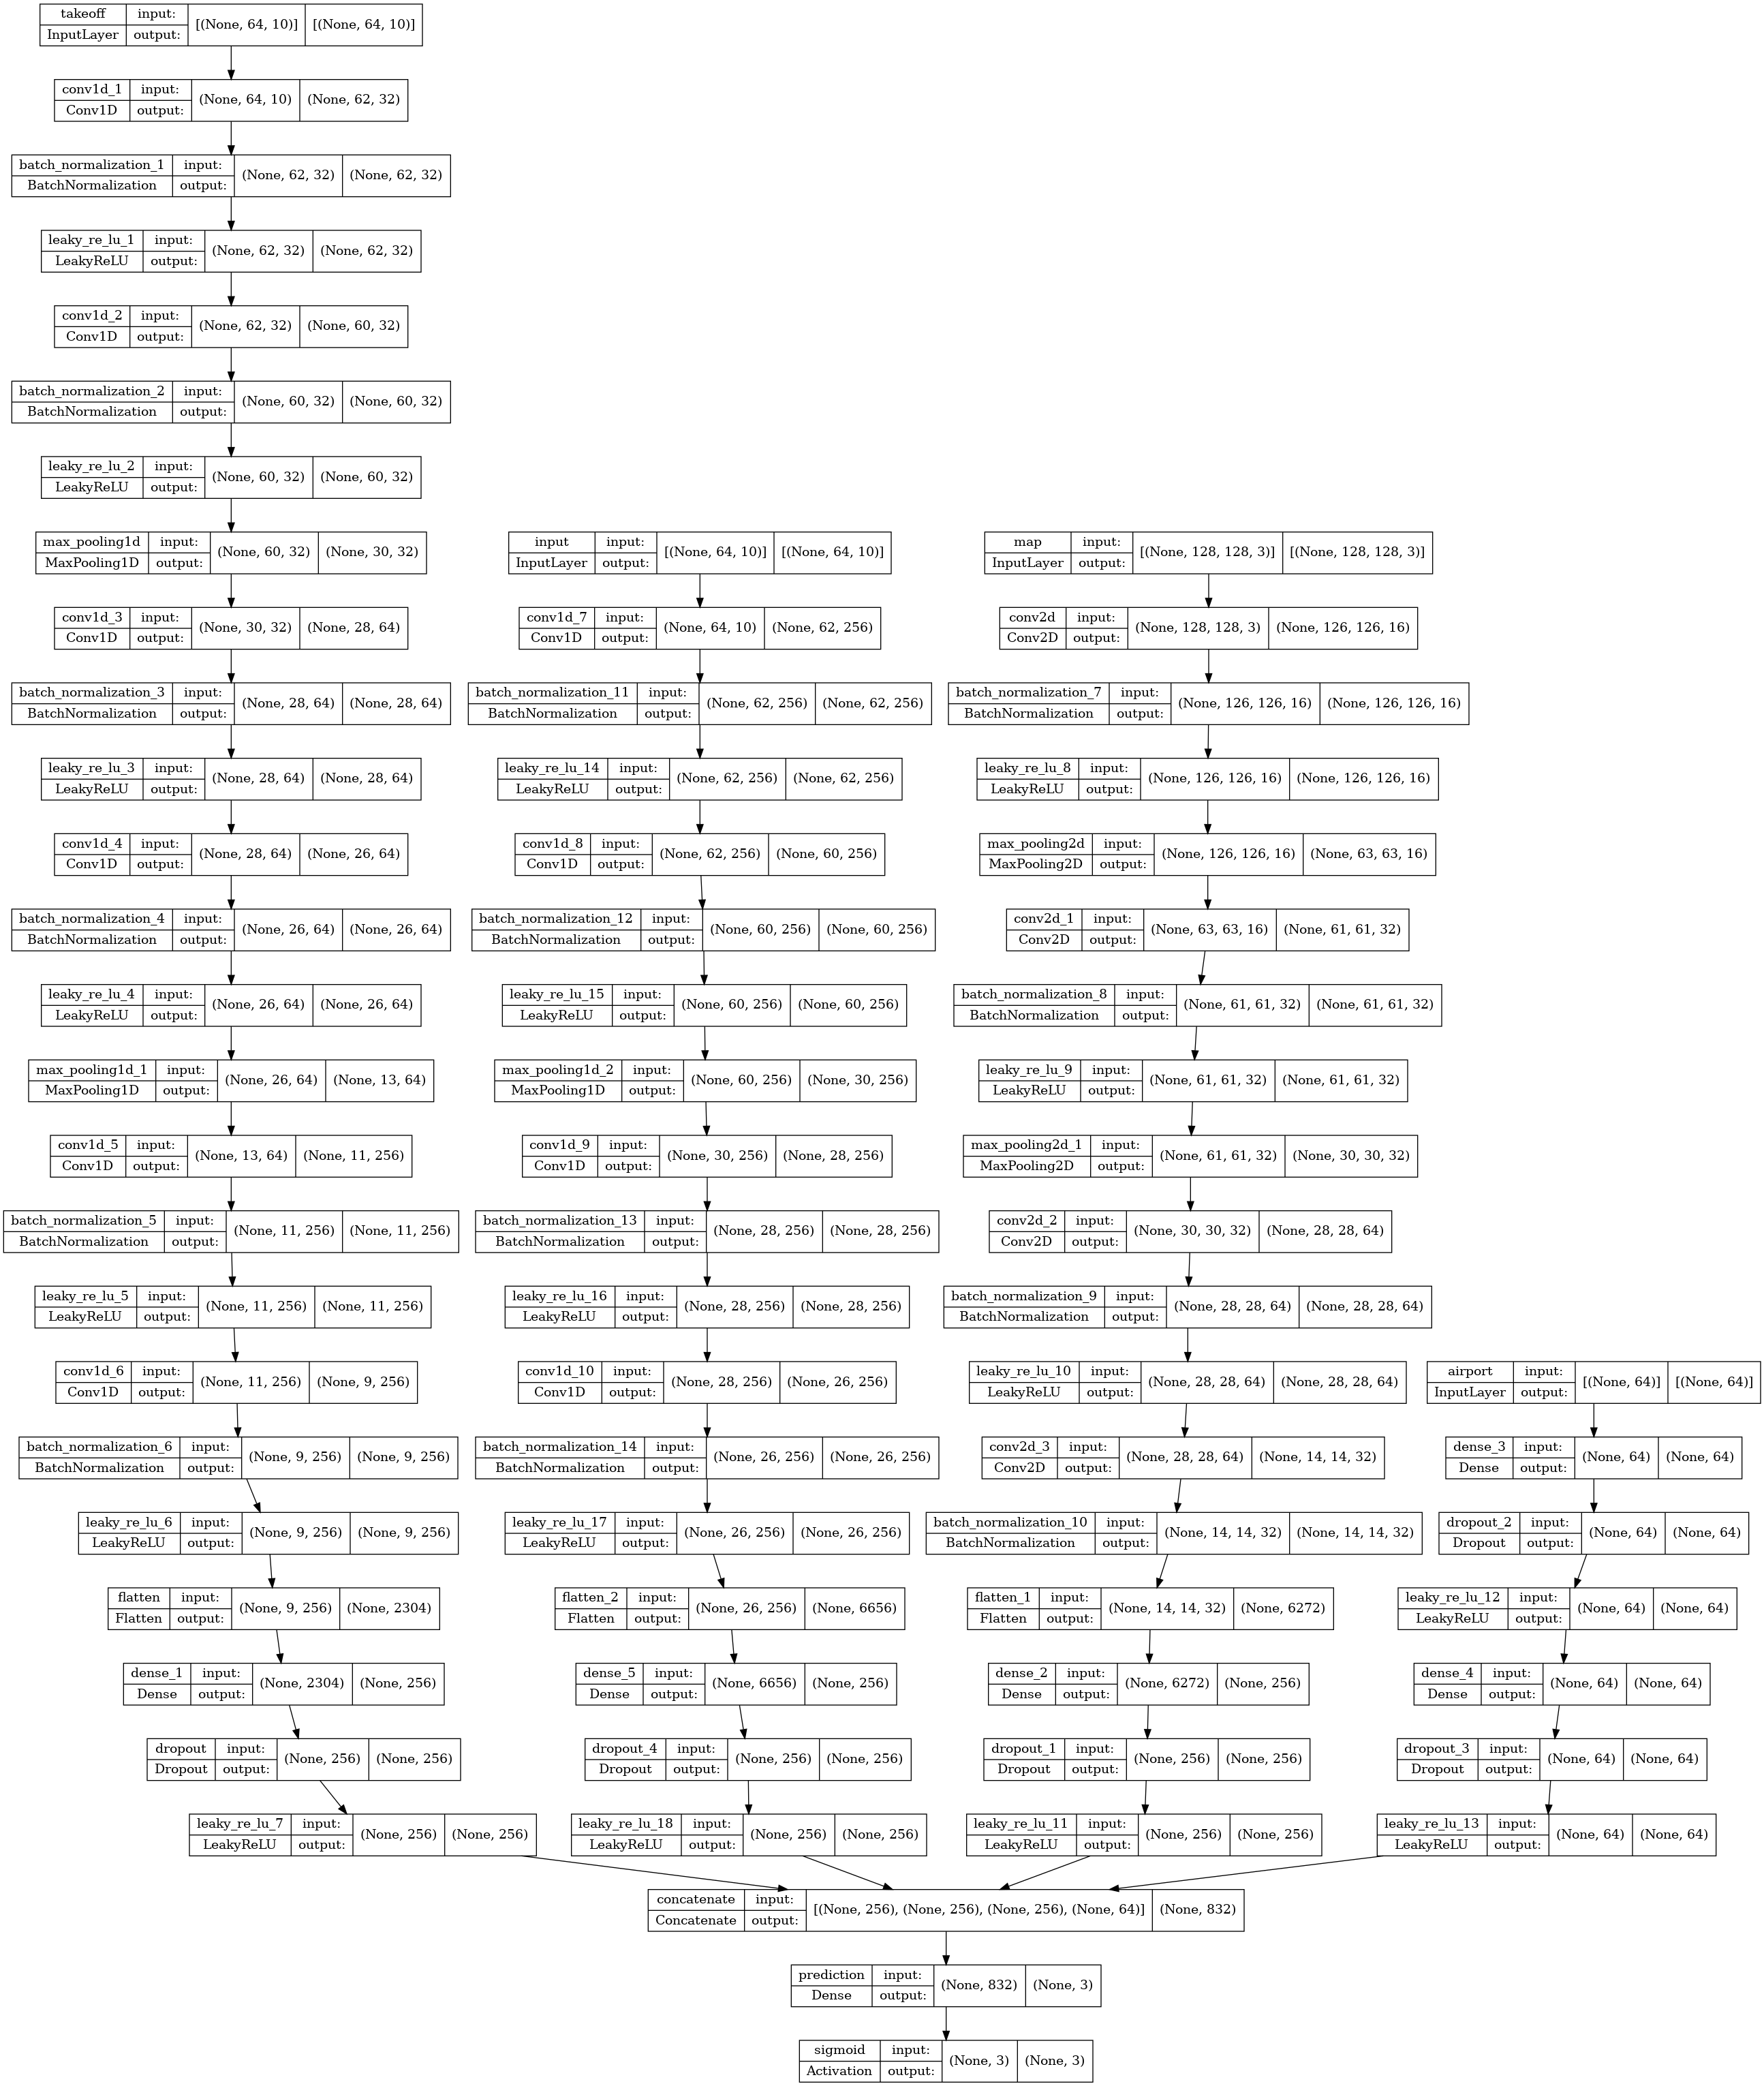 takeoff input: [(None, 64, 10)] [(None, 64, 10)]
InputLayer output:
conv1d_1 input: (None, 64, 10) (None, 62, 32)
Conv1D output:
batch_normalization_1 input: (None, 62, 32) (None, 62, 32)
BatchNormalization output:
leaky_re_lu_1 input: (None, 62, 32) (None, 62, 32)
LeakyReLU output:
conv1d_2 input: (None, 62, 32) (None, 60, 32)
Conv1D output:
batch_normalization_2 input: (None, 60, 32) (None, 60, 32)
BatchNormalization output:
leaky_re_lu_2 input: (None, 60, 32) (None, 60, 32)
LeakyReLU output:
max_pooling1d input: (None, 60, 32) (None, 30, 32)
MaxPooling1D output:
conv1d_3 input: (None, 30, 32) (None, 28, 64)
Conv1D output:
batch_normalization_3 input: (None, 28, 64) (None, 28, 64)
BatchNormalization output:
leaky_re_lu_3 input: (None, 28, 64) (None, 28, 64)
LeakyReLU output:
conv1d_4 input: (None, 28, 64) (None, 26, 64)
Conv1D output:
batch_normalization_4 input: (None, 26, 64) (None, 26, 64)
BatchNormalization output:
leaky_re_lu_4 input: (None, 26, 64) (None, 26, 64)
LeakyReLU output:
max_pooling1d_1 input: (None, 26, 64) (None, 13, 64)
MaxPooling1D output:
conv1d_5 input: (None, 13, 64) (None, 11, 256)
Conv1D output:
batch_normalization_5 input: (None, 11, 256) (None, 11, 256)
BatchNormalization output:
leaky_re_lu_5 input: (None, 11, 256) (None, 11, 256)
LeakyReLU output:
conv1d_6 input: (None, 11, 256) (None, 9, 256)
Conv1D output:
batch_normalization_6 input: (None, 9, 256) (None, 9, 256)
BatchNormalization output:
leaky_re_lu_6 input: (None, 9, 256) (None, 9, 256)
LeakyReLU output:
flatten input: (None, 9, 256) (None, 2304)
Flatten output:
dense_1 input: (None, 2304) (None, 256)
Dense output:
dropout input: (None, 256) (None, 256)
Dropout output:
leaky_re_lu_7 input: (None, 256) (None, 256)
LeakyReLU output:
input input: [(None, 64, 10)] [(None, 64, 10)]
InputLayer output:
conv1d_7 input: (None, 64, 10) (None, 62, 256)
Conv1D output:
batch_normalization_11 input: (None, 62, 256) (None, 62, 256)
BatchNormalization output:
leaky_re_lu_14 input: (None, 62, 256) (None, 62, 256)
LeakyReLU output:
conv1d_8 input: (None, 62, 256) (None, 60, 256)
Conv1D output:
batch_normalization_12 input: (None, 60, 256) (None, 60, 256)
BatchNormalization output:
leaky_re_lu_15 input: (None, 60, 256) (None, 60, 256)
LeakyReLU output:
max_pooling1d_2 input: (None, 60, 256) (None, 30, 256)
MaxPooling1D output:
conv1d_9 input: (None, 30, 256) (None, 28, 256)
Conv1D output:
batch_normalization_13 input: (None, 28, 256) (None, 28, 256)
BatchNormalization output:
leaky_re_lu_16 input: (None, 28, 256) (None, 28, 256)
LeakyReLU output:
conv1d_10 input: (None, 28, 256) (None, 26, 256)
Conv1D output:
batch_normalization_14 input: (None, 26, 256) (None, 26, 256)
BatchNormalization output:
leaky_re_lu_17 input: (None, 26, 256) (None, 26, 256)
LeakyReLU output:
flatten_2 input: (None, 26, 256) (None, 6656)
Flatten output:
dense_5 input: (None, 6656) (None, 256)
Dense output:
dropout_4 input: (None, 256) (None, 256)
Dropout output:
leaky_re_lu_18 input: (None, 256) (None, 256)
LeakyReLU output:
map input: [(None, 128, 128, 3)] [(None, 128, 128, 3)]
InputLayer output:
conv2d input: (None, 128, 128, 3) (None, 126, 126, 16)
Conv2D output:
batch_normalization_7 input: (None, 126, 126, 16) (None, 126, 126, 16)
BatchNormalization output:
leaky_re_lu_8 input: (None, 126, 126, 16) (None, 126, 126, 16)
LeakyReLU output:
max_pooling2d input: (None, 126, 126, 16) (None, 63, 63, 16)
MaxPooling2D output:
conv2d_1 input: (None, 63, 63, 16) (None, 61, 61, 32)
Conv2D output:
batch_normalization_8 input: (None, 61, 61, 32) (None, 61, 61, 32)
BatchNormalization output:
leaky_re_lu_9 input: (None, 61, 61, 32) (None, 61, 61, 32)
LeakyReLU output:
max_pooling2d_1 input: (None, 61, 61, 32) (None, 30, 30, 32)
MaxPooling2D output:
conv2d_2 input: (None, 30, 30, 32) (None, 28, 28, 64)
Conv2D output:
batch_normalization_9 input: (None, 28, 28, 64) (None, 28, 28, 64)
BatchNormalization output:
leaky_re_lu_10 input: (None, 28, 28, 64) (None, 28, 28, 64)
LeakyReLU output:
conv2d_3 input: (None, 28, 28, 64) (None, 14, 14, 32)
Conv2D output:
batch_normalization_10 input: (None, 14, 14, 32) (None, 14, 14, 32)
BatchNormalization output:
flatten_1 input: (None, 14, 14, 32) (None, 6272)
Flatten output:
dense_2 input: (None, 6272) (None, 256)
Dense output:
dropout_1 input: (None, 256) (None, 256)
Dropout output:
leaky_re_lu_11 input: (None, 256) (None, 256)
LeakyReLU output:
airport input: [(None, 64)] [(None, 64)]
InputLayer output:
dense_3 input: (None, 64) (None, 64)
Dense output:
dropout_2 input: (None, 64) (None, 64)
Dropout output:
leaky_re_lu_12 input: (None, 64) (None, 64)
LeakyReLU output:
dense_4 input: (None, 64) (None, 64)
Dense output:
dropout_3 input: (None, 64) (None, 64)
Dropout output:
leaky_re_lu_13 input: (None, 64) (None, 64)
LeakyReLU output:
concatenate input: [(None, 256), (None, 256), (None, 256), (None, 64)] (None, 832)
Concatenate output:
prediction input: (None, 832) (None, 3)
Dense output:
sigmoid input: (None, 3) (None, 3)
Activation output: